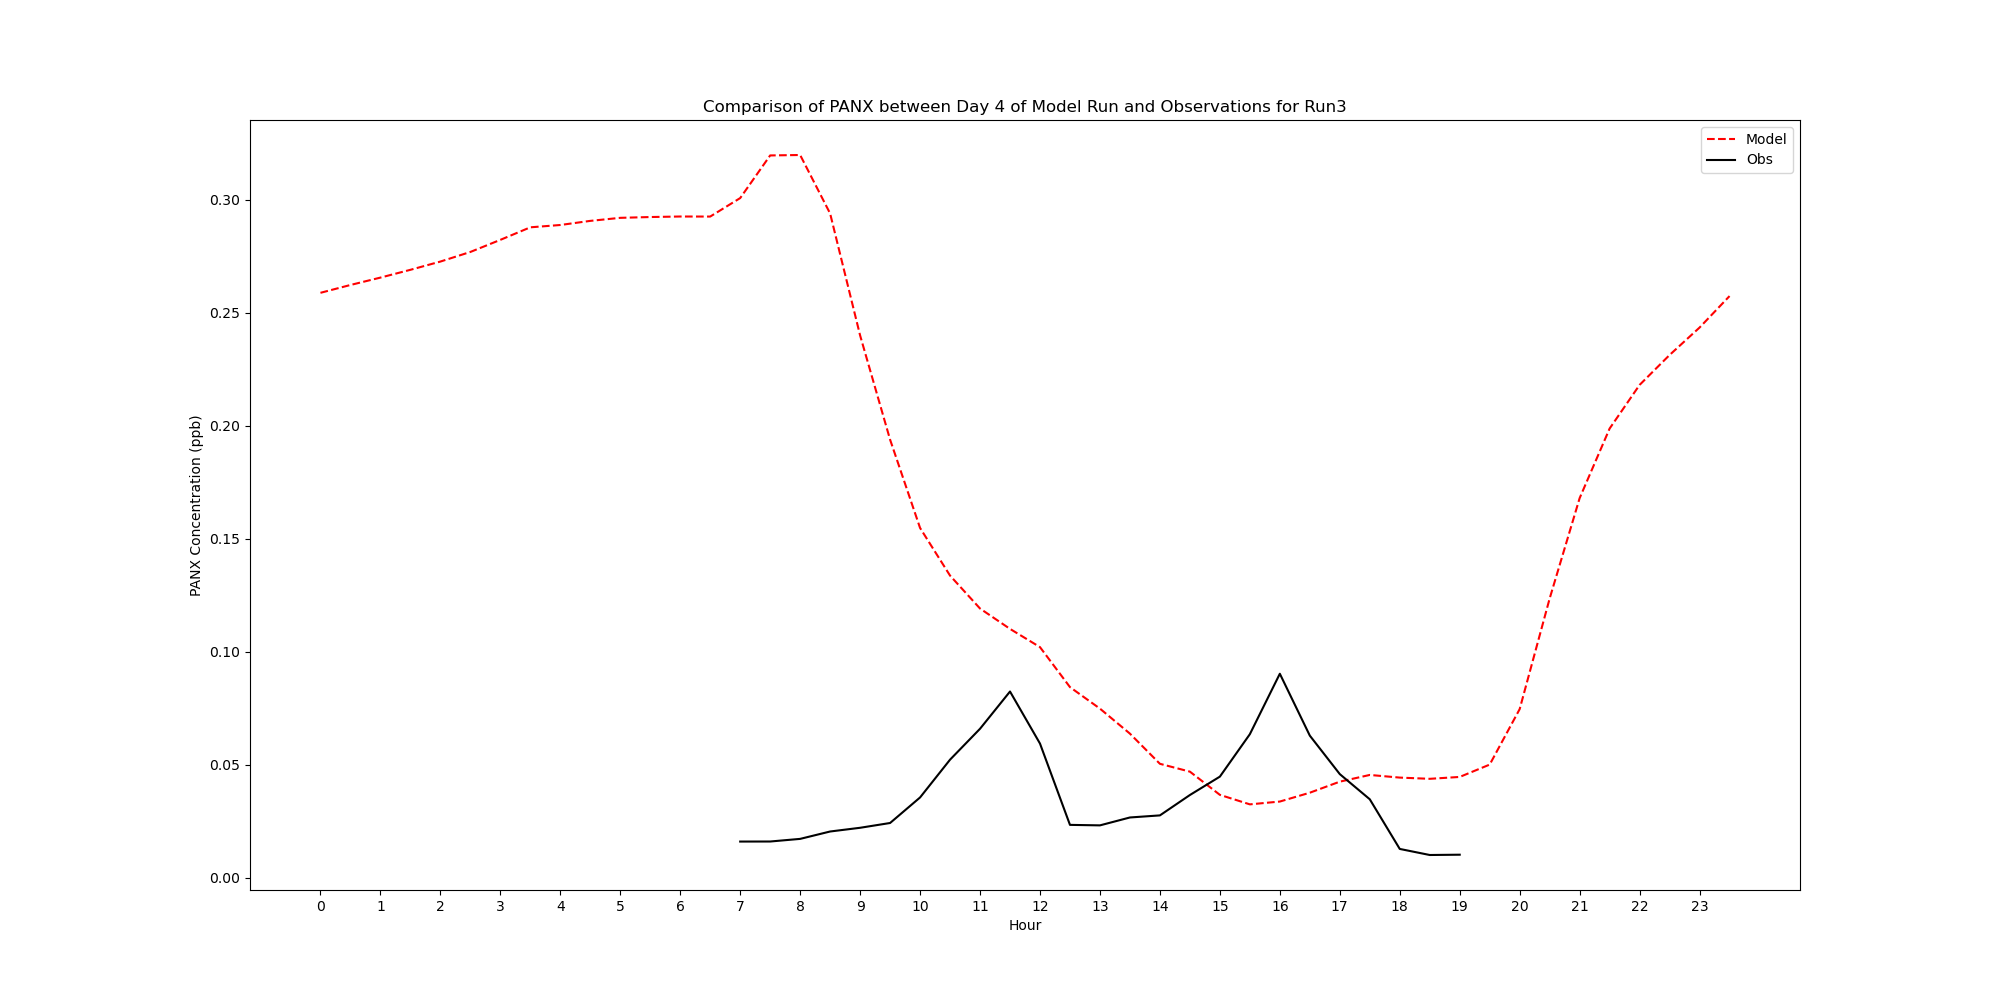 Comparison of PANX between Day 4 of Model Run and Observations for Run3
Model
Obs
PANX Concentration (ppb)
0.30
0.25
0.20
0.15
0.10
0.05
0.00
0 1 2 3 4 5 6 7 8 9 10 11 12 13 14 15 16 17 18 19 20 21 22 23
Hour